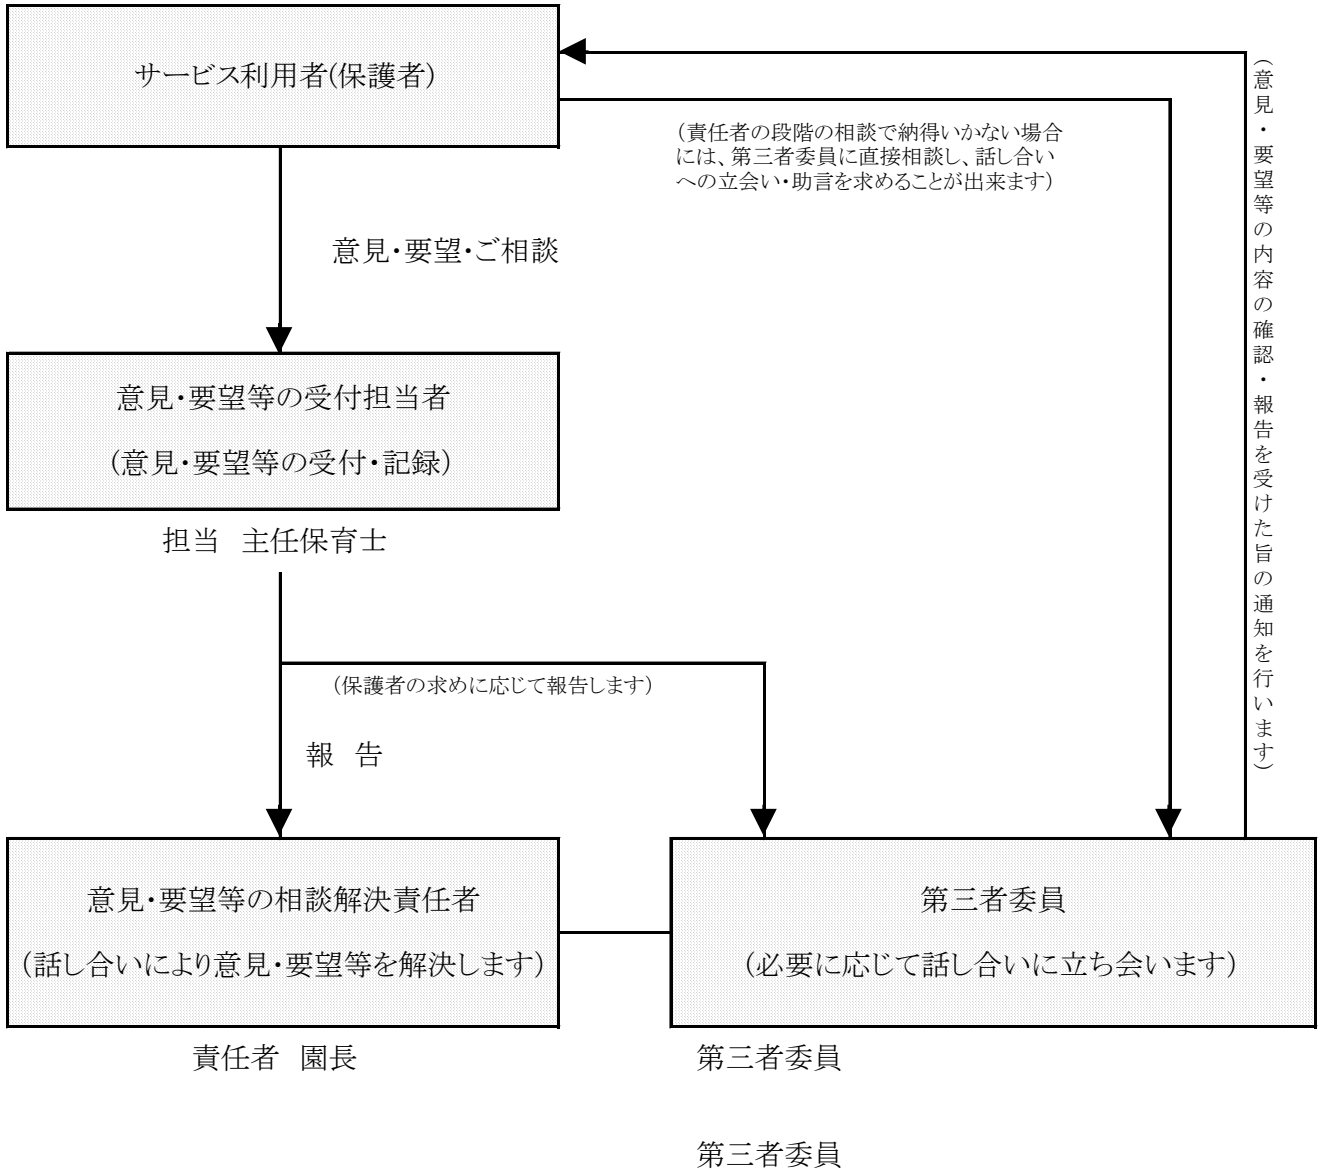 サービス利用者(保護者)
(責任者の段階の相談で納得いかない場合
には、第三者委員に直接相談し、話し合い
への立会い・助言を求めることが出来ます)
(意見・要望等の内容の確認・報告を受けた旨の通知を行います)
意見・要望・ご相談
意見・要望等の受付担当者
(意見・要望等の受付・記録)
担当 主任保育士
(保護者の求めに応じて報告します)
報 告
意見・要望等の相談解決責任者
(話し合いにより意見・要望等を解決します)
責任者 園長
第三者委員
(必要に応じて話し合いに立ち会います)
第三者委員
第三者委員